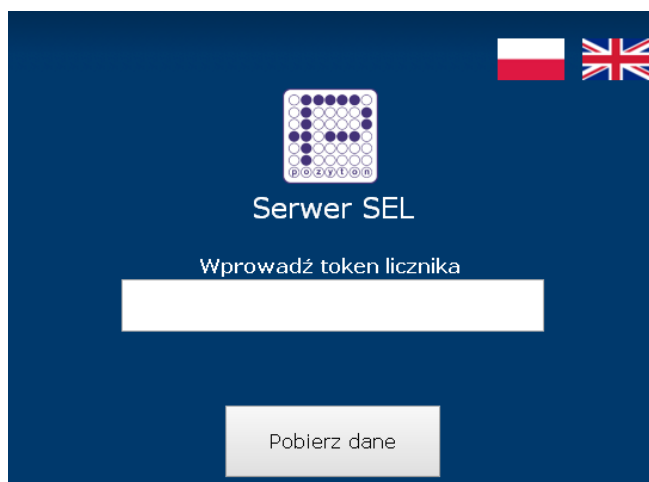 pozyton
Serwer SEL
Wprowadź token licznika
Pobierz dane